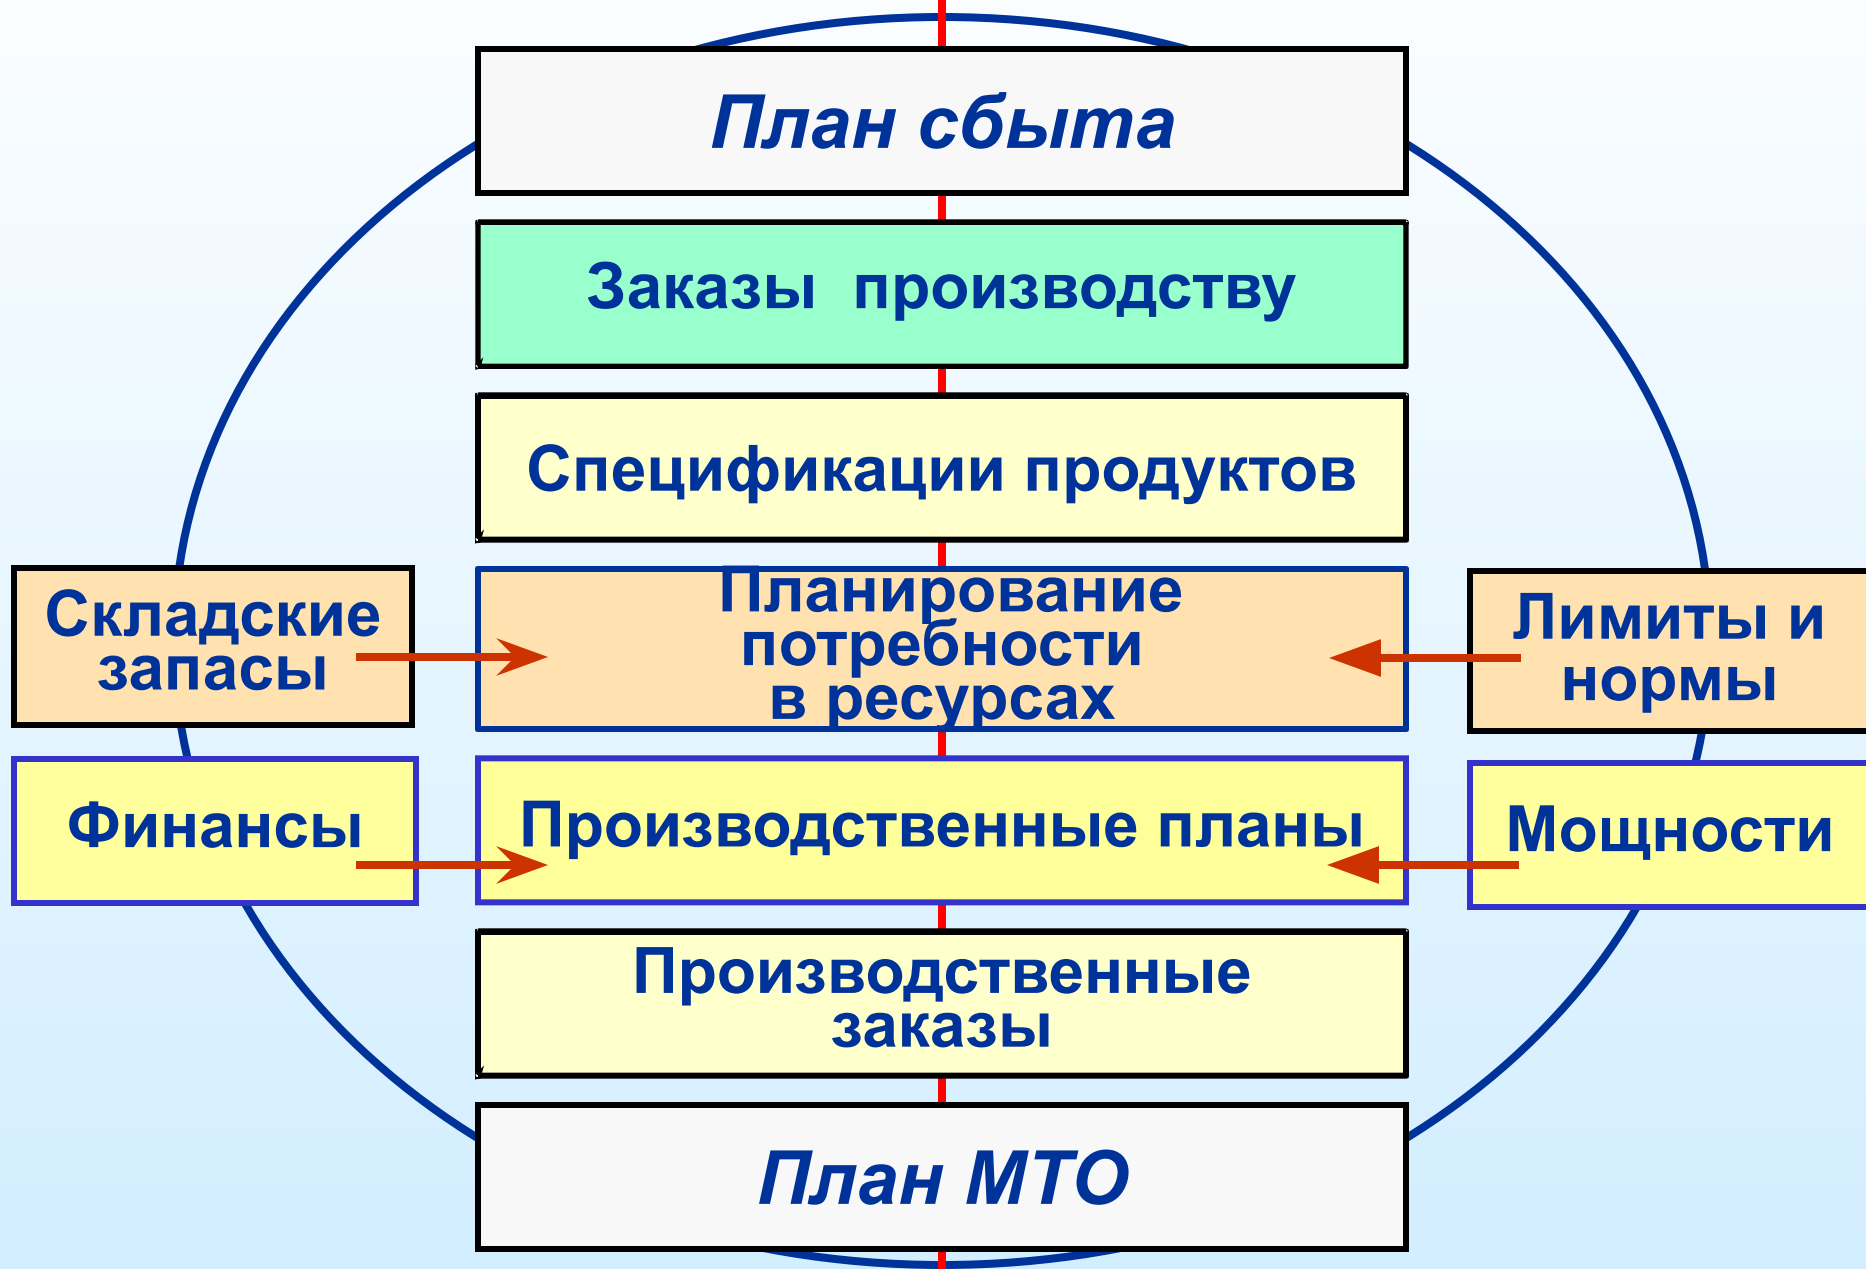 План сбыта
Заказы производству
Спецификации продуктов
Складские
запасы
Планирование
потребности
в ресурсах
Лимиты и
нормы
Финансы
Производственные планы
Мощности
Производственные
заказы
План МТО